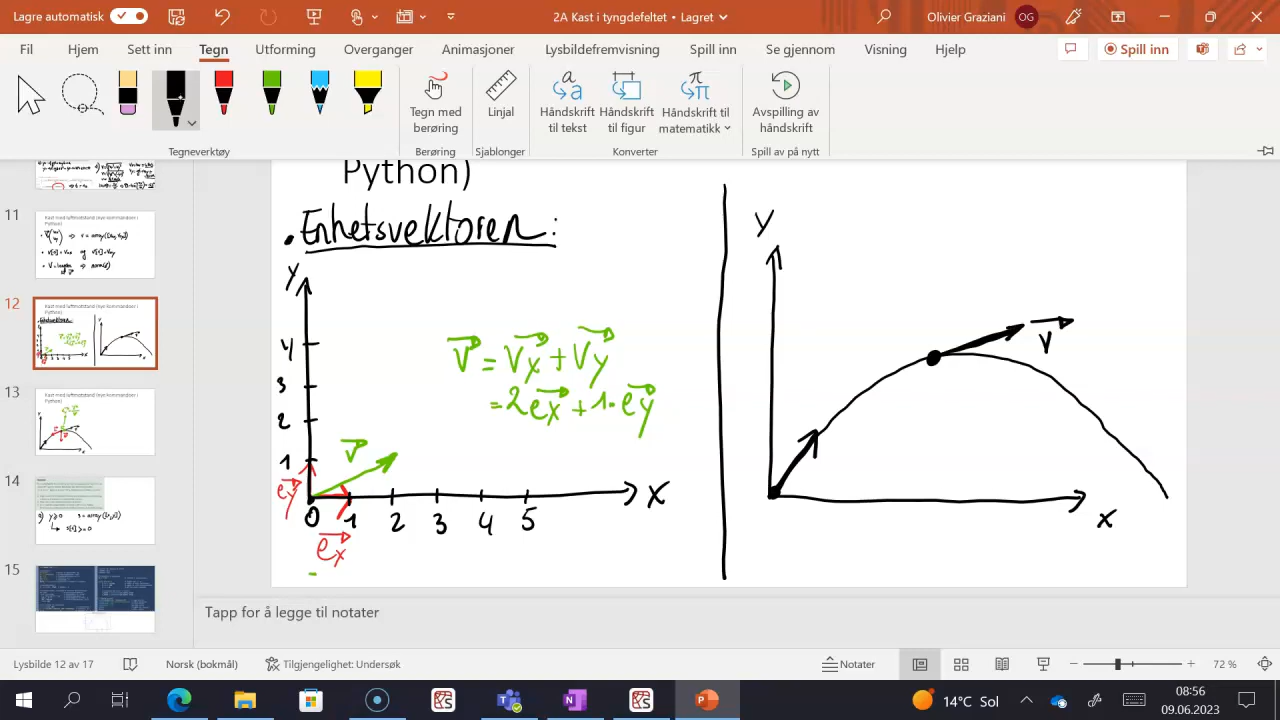 Lagre automatisk
2A Kast i tyngdefeltet • Lagret
Olivier Graziani
OG
Fil Hjem Sett inn Tegn Utforming Overganger Animasjoner Lysbildefremvisning Spill inn Se gjennom Visning Hjelp
Spill inn
Tegn med berøring
Linjal
Håndskrift til tekst
Håndskrift til figur
Håndskrift til matematikk
Avspilling av håndskrift
Tegneverktøy
Berøring
Sjablonger
Konverter
Spill av på nytt
11
12
13
14
15
Python)
. Enhetsvektoren:
y
4
3
2
1
0 1 2 3 4 5
x
ey
ex
v
v = vx + vy
= 2ex + 1·ey
y
v
x
Tapp for å legge til notater
Lysbilde 12 av 17
Norsk (bokmål)
Tilgjengelighet: Undersøk
Notater
72 %
14°C Sol
08:56
09.06.2023